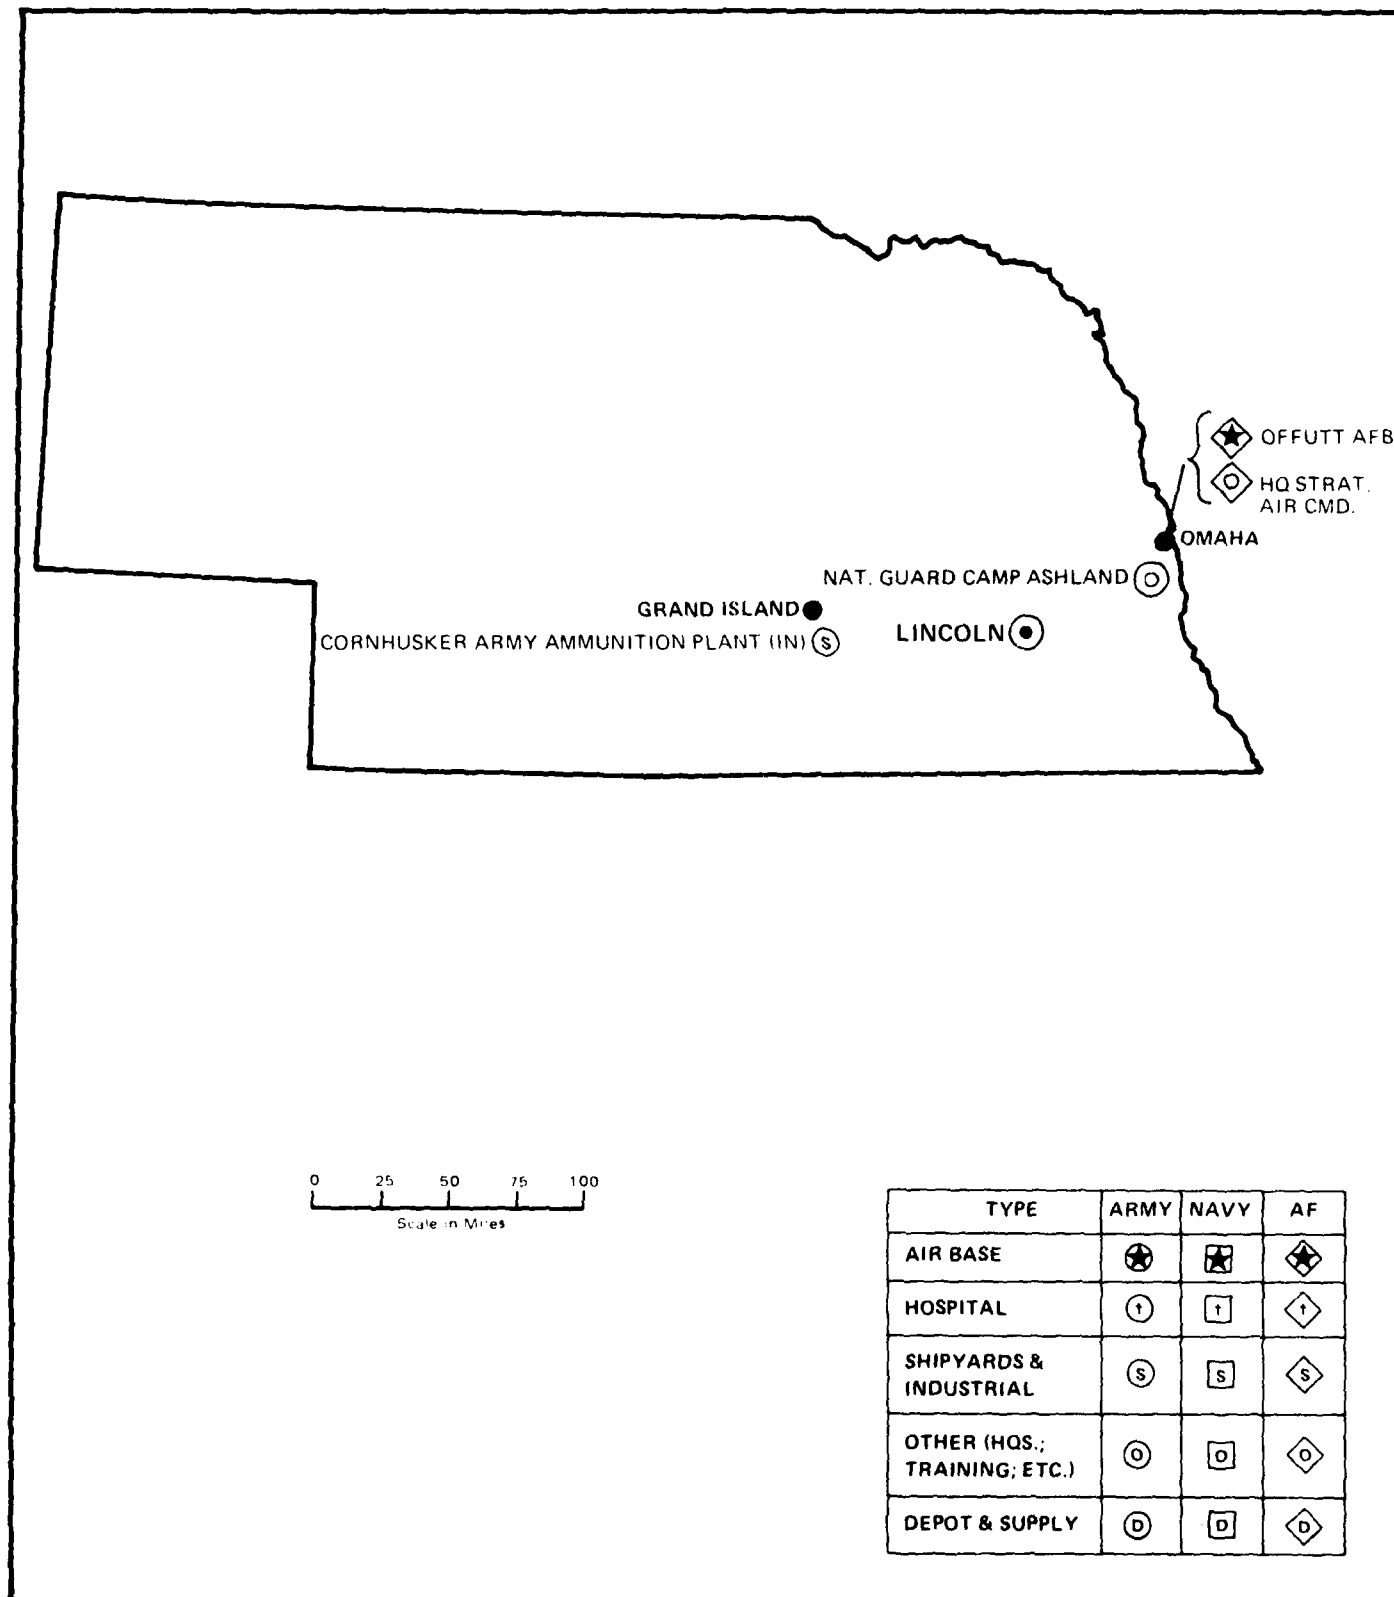 OFFUTT AFB
HQ STRAT.
AIR CMD.
OMAHA
NAT. GUARD CAMP ASHLAND
GRAND ISLAND
LINCOLN
CORNHUSKER ARMY AMMUNITION PLANT (IN)
S
0 25 50 75 100
Scale in Miles
TYPE ARMY NAVY AF
AIR BASE
HOSPITAL
SHIPYARDS &
INDUSTRIAL
S S S
OTHER (HQS.;
TRAINING; ETC.)
O O O
DEPOT & SUPPLY D D D